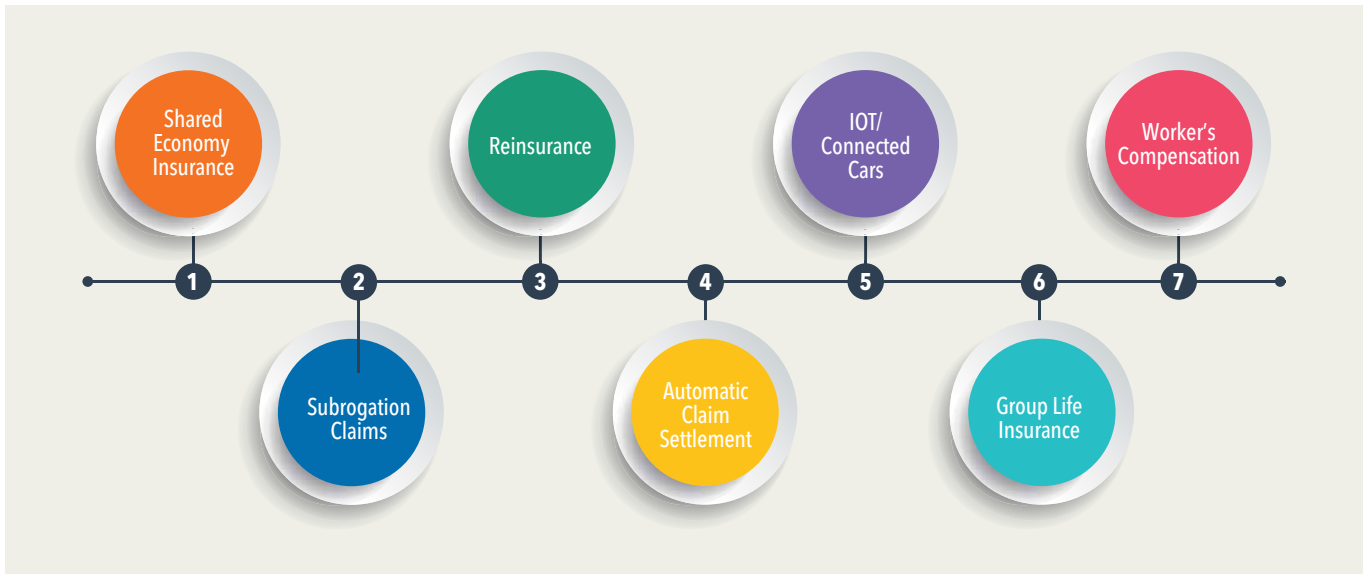 Shared
Economy
Insurance
Reinsurance
IOT/
Connected
Cars
Worker's
Compensation
1
2
3
4
5
6
7
Subrogation
Claims
Automatic
Claim
Settlement
Group Life
Insurance